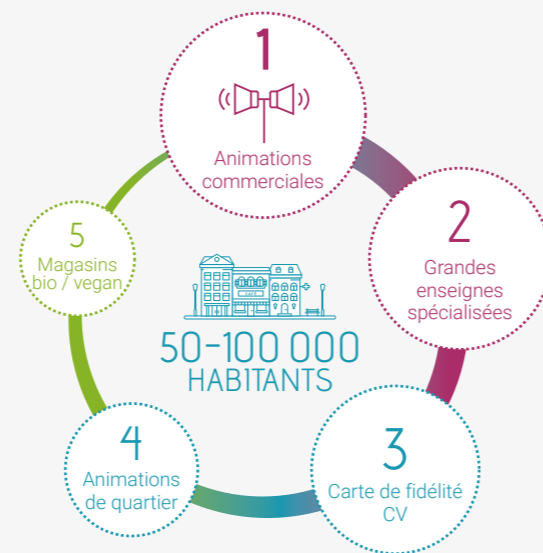 1
Animations
commerciales
2
Grandes
enseignes
spécialisées
3
Carte de fidélité
CV
4
Animations
de quartier
5
Magasins
bio / vegan
50-100 000
HABITANTS